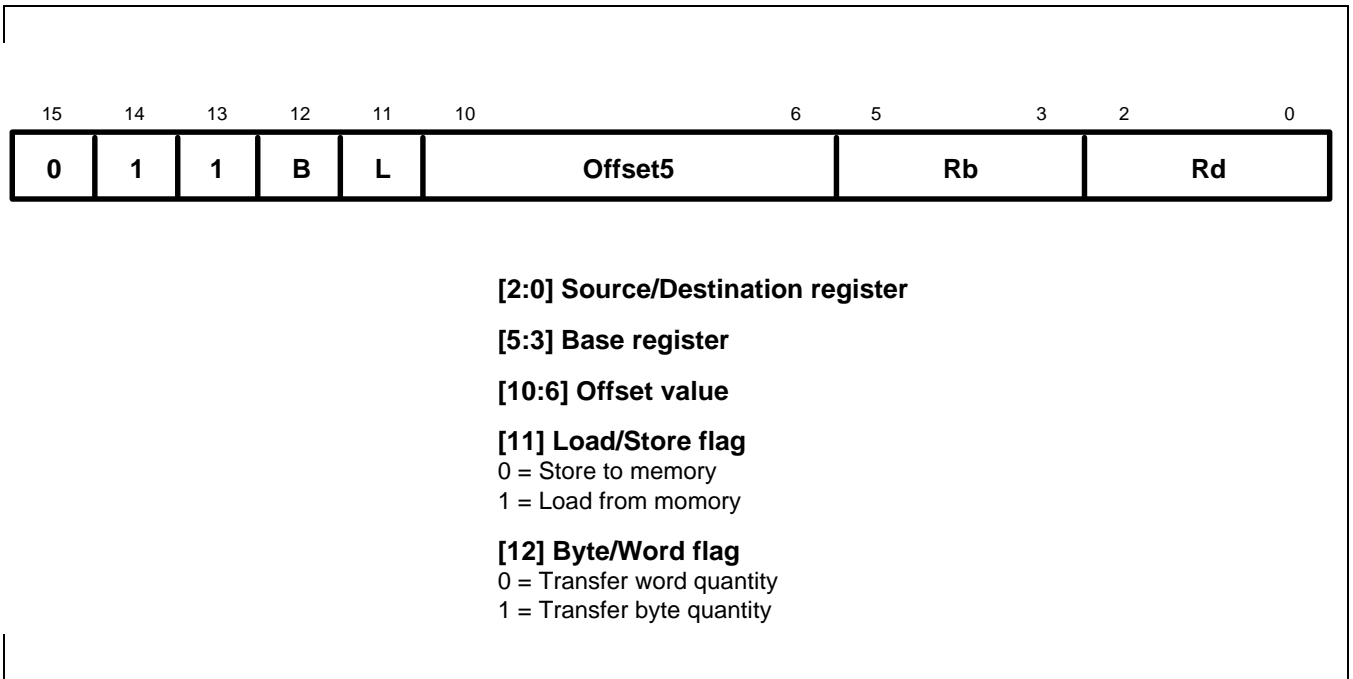 15 14 13 12 11 10 6 5 3 2 0
0 1 1 B L Offset5 Rb Rd
[2:0] Source/Destination register
[5:3] Base register
[10:6] Offset value
[11] Load/Store flag
0 = Store to memory
1 = Load from momory
[12] Byte/Word flag
0 = Transfer word quantity
1 = Transfer byte quantity